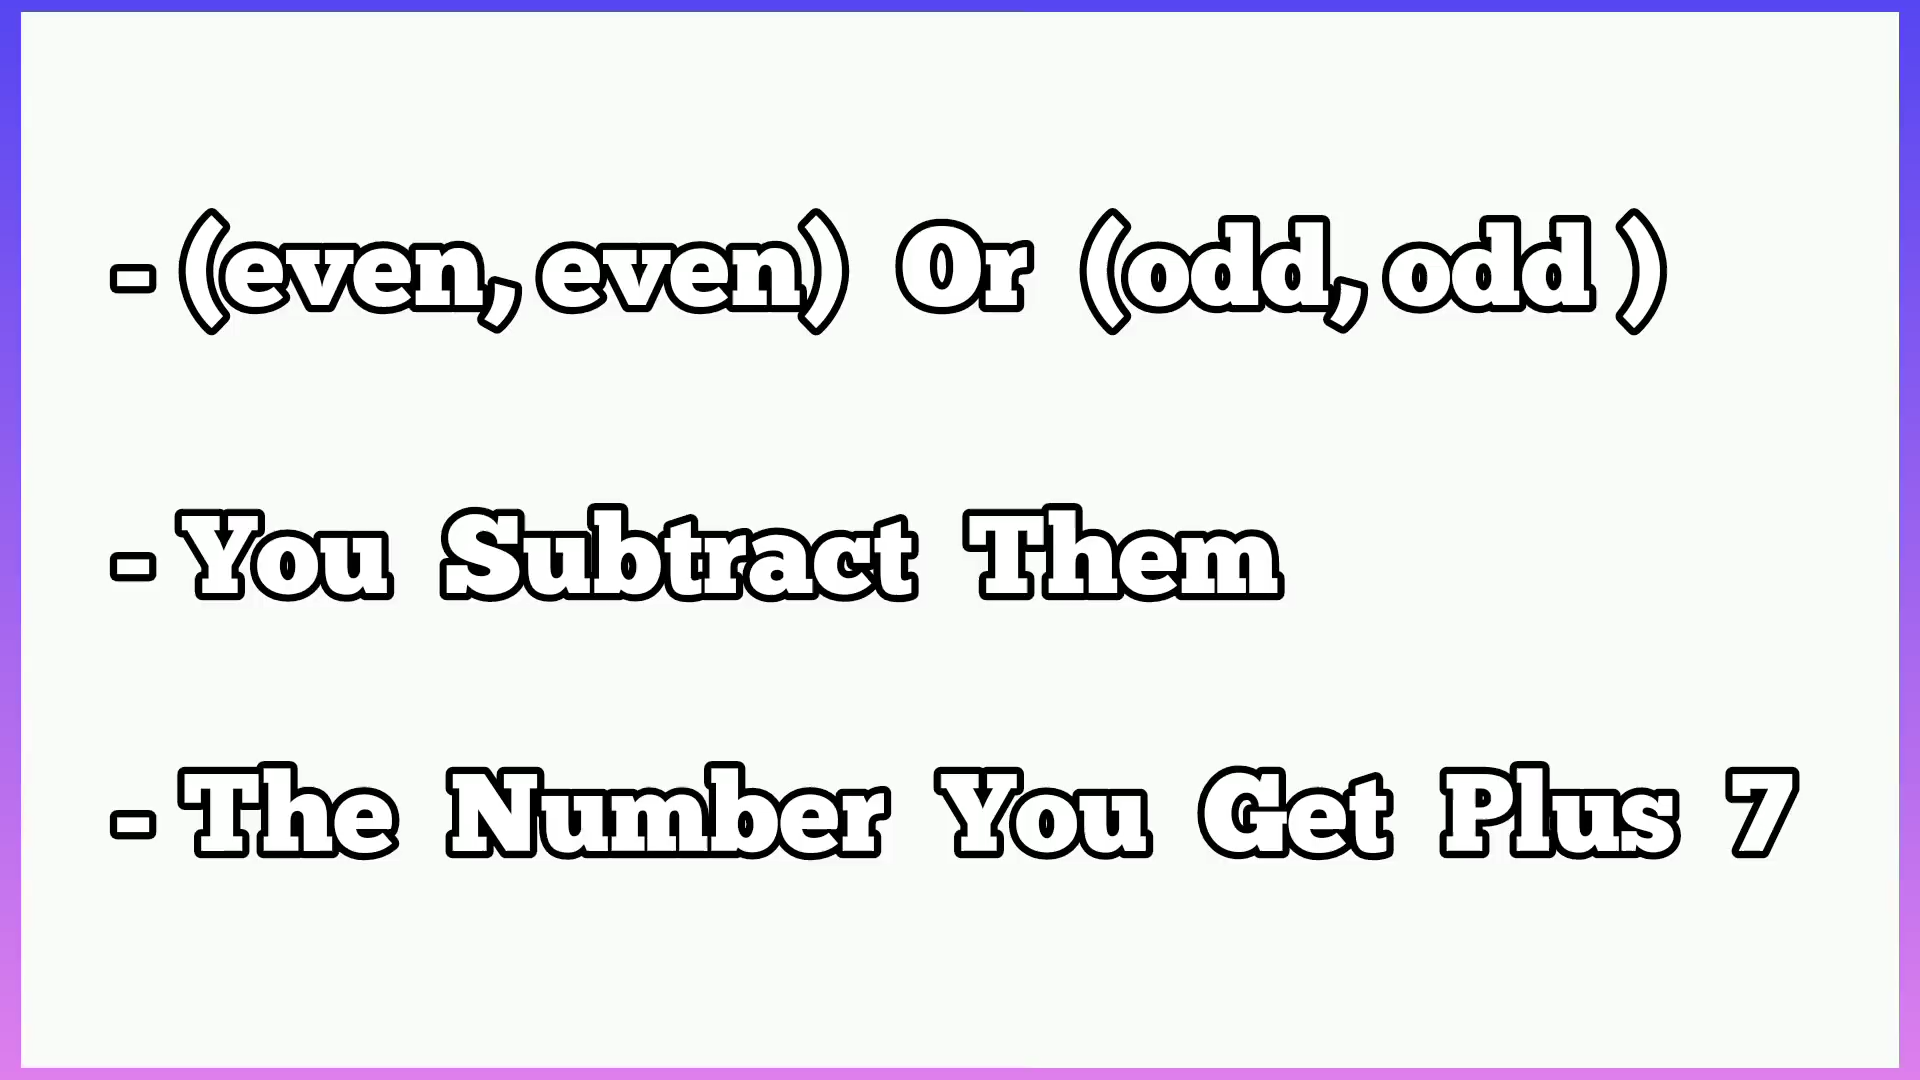 - (even, even) Or (odd, odd )
- You Subtract Them
- The Number You Get Plus 7